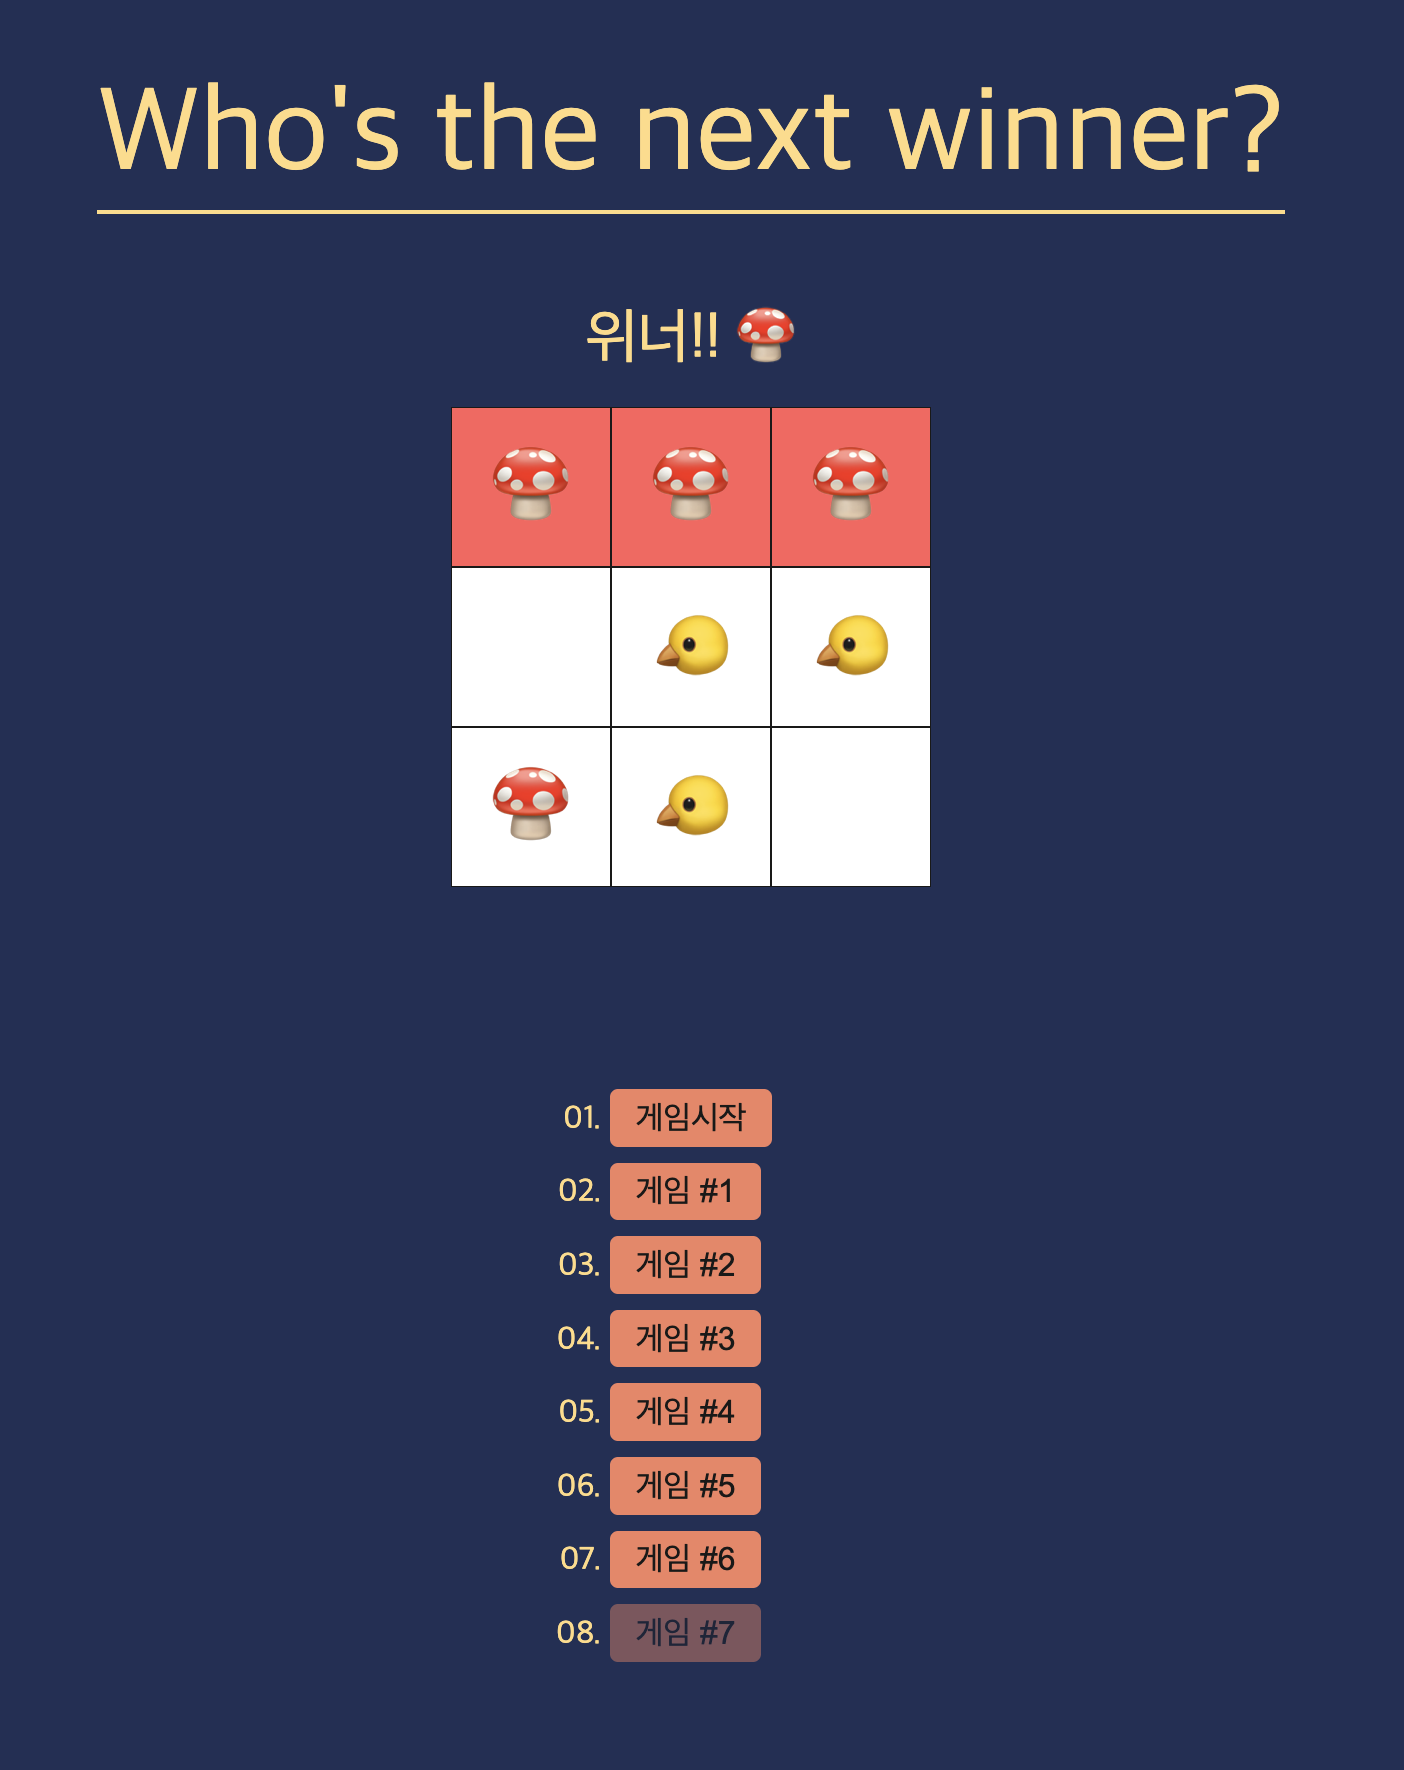 Who's the next winner?
위너!! 🍄
01. 게임시작
02. 게임 #1
03. 게임 #2
04. 게임 #3
05. 게임 #4
06. 게임 #5
07. 게임 #6
08. 게임 #7